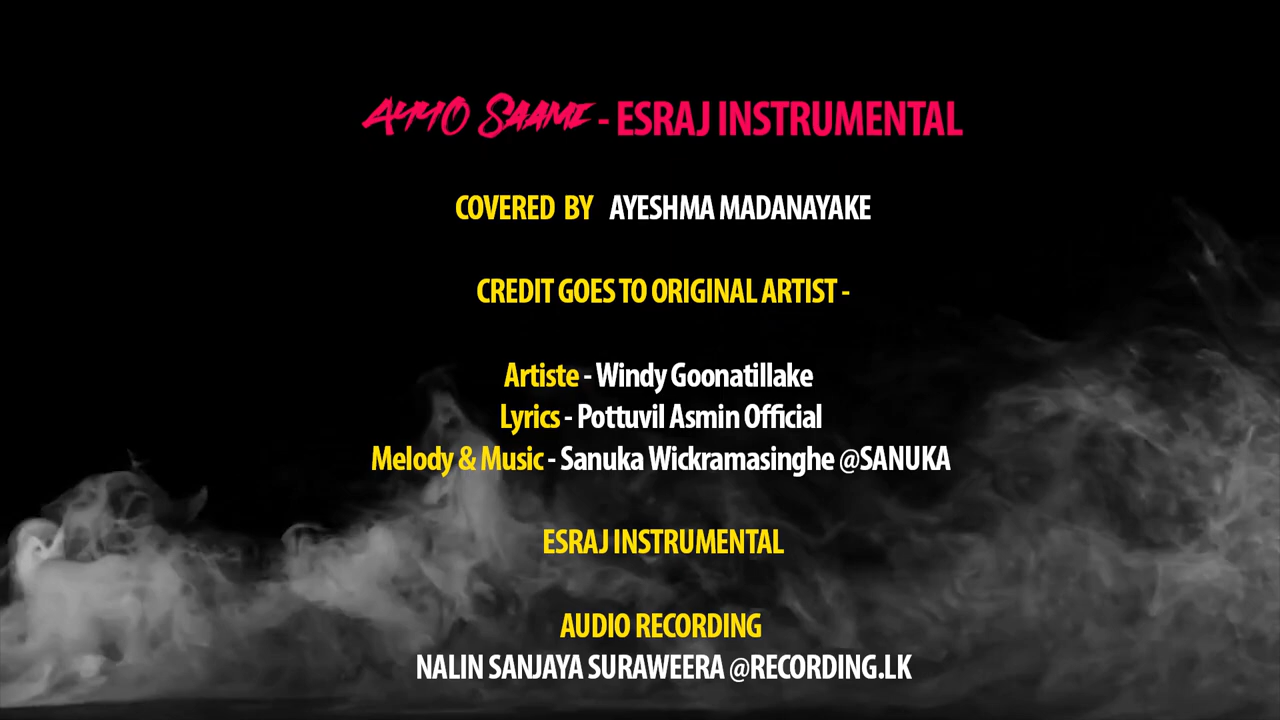 AYYO SAAMI - ESRAJ INSTRUMENTAL
COVERED BY AYESHMA MADANAYAKE
CREDIT GOES TO ORIGINAL ARTIST -
Artiste - Windy Goonatillake
Lyrics - Pottuvil Asmin Official
Melody & Music - Sanuka Wickramasinghe @SANUKA
ESRAJ INSTRUMENTAL
AUDIO RECORDING
NALIN SANJAYA SURAWEERA @RECORDING.LK